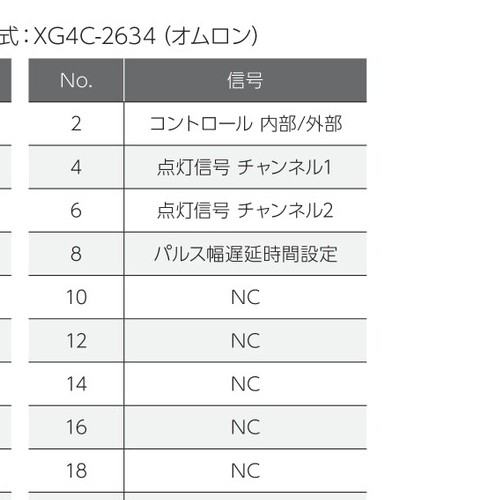 式：XG4C-2634（オムロン）
No. 信号
2 コントロール 内部/外部
4 点灯信号 チャンネル1
6 点灯信号 チャンネル2
8 パルス幅遅延時間設定
10 NC
12 NC
14 NC
16 NC
18 NC